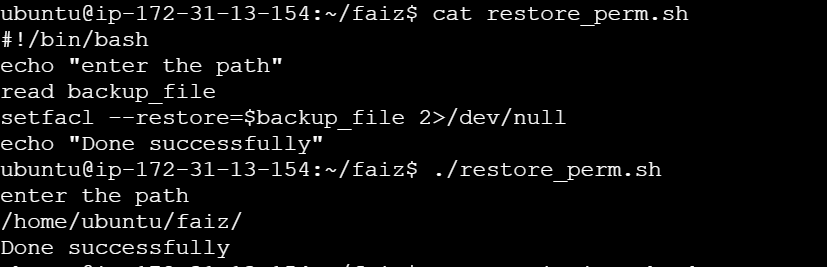 ubuntu@ip-172-31-13-154:~/faiz$ cat restore_perm.sh
#!/bin/bash
echo "enter the path"
read backup_file
setfacl --restore=$backup_file 2>/dev/null
echo "Done successfully"
ubuntu@ip-172-31-13-154:~/faiz$ ./restore_perm.sh
enter the path
/home/ubuntu/faiz/
Done successfully